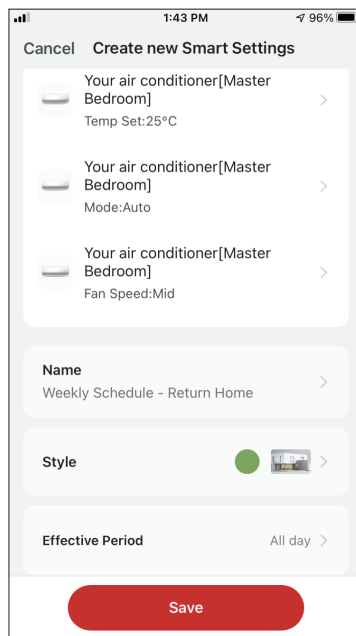 1:43 PM
96%
Cancel Create new Smart Settings
Your air conditioner[Master
Bedroom]
Temp Set:25°C
Your air conditioner[Master
Bedroom]
Mode:Auto
Your air conditioner[Master
Bedroom]
Fan Speed:Mid
Name
Weekly Schedule - Return Home
Style
Effective Period All day
Save